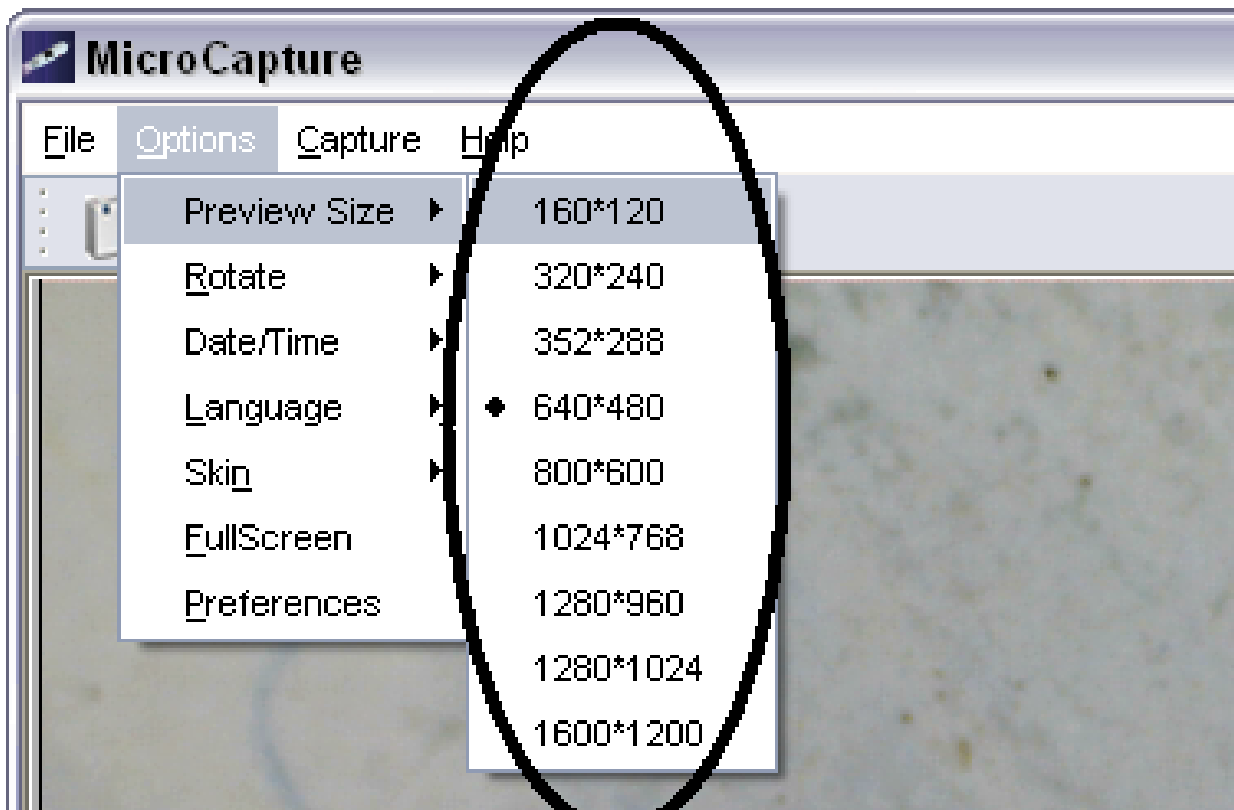 MicroCapture
File Options Capture Help
Preview Size
Rotate
Date/Time
Language
Skin
FullScreen
Preferences
160*120
320*240
352*288
640*480
800*600
1024*768
1280*960
1280*1024
1600*1200